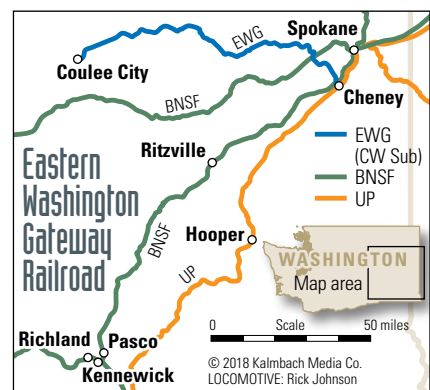 EWG
Spokane
Coulee City
BNSF
Cheney
Eastern
Washington
Gateway
Railroad
Ritzville
EWG
(CW Sub)
BNSF
UP
BNSF
Hooper
UP
WASHINGTON
Map area
Richland
Pasco
Kennewick
0 Scale 50 miles
© 2018 Kalmbach Media Co.
LOCOMOTIVE: Rick Johnson